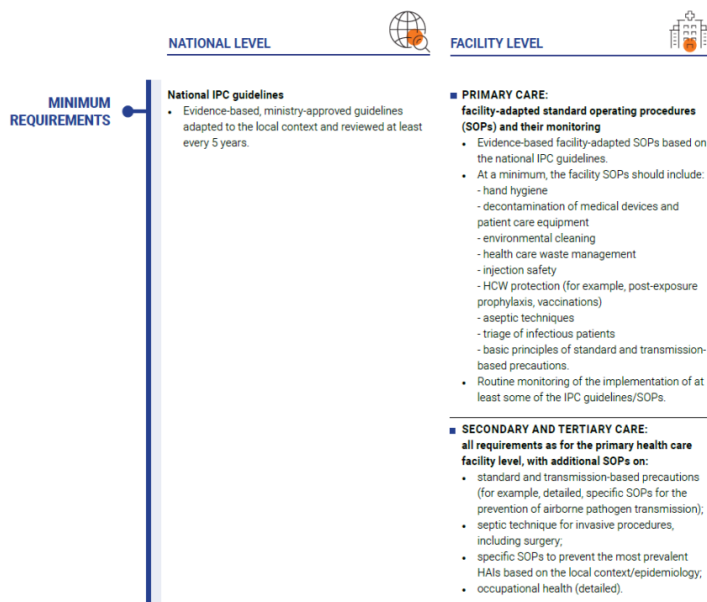 NATIONAL LEVEL
FACILITY LEVEL
MINIMUM
REQUIREMENTS
National IPC guidelines
• Evidence-based, ministry-approved guidelines
adapted to the local context and reviewed at least
every 5 years.
PRIMARY CARE:
facility-adapted standard operating procedures
(SOPs) and their monitoring
• Evidence-based facility-adapted SOPs based on
the national IPC guidelines.
• At a minimum, the facility SOPs should include:
- hand hygiene
- decontamination of medical devices and
patient care equipment
- environmental cleaning
- health care waste management
- injection safety
- HCW protection (for example, post-exposure
prophylaxis, vaccinations)
- aseptic techniques
- triage of infectious patients
- basic principles of standard and transmission-
based precautions.
• Routine monitoring of the implementation of at
least some of the IPC guidelines/SOPs.
SECONDARY AND TERTIARY CARE:
all requirements as for the primary health care
facility level, with additional SOPs on:
• standard and transmission-based precautions
(for example, detailed, specific SOPs for the
prevention of airborne pathogen transmission);
• septic technique for invasive procedures,
including surgery;
• specific SOPs to prevent the most prevalent
HAIs based on the local context/epidemiology;
• occupational health (detailed).